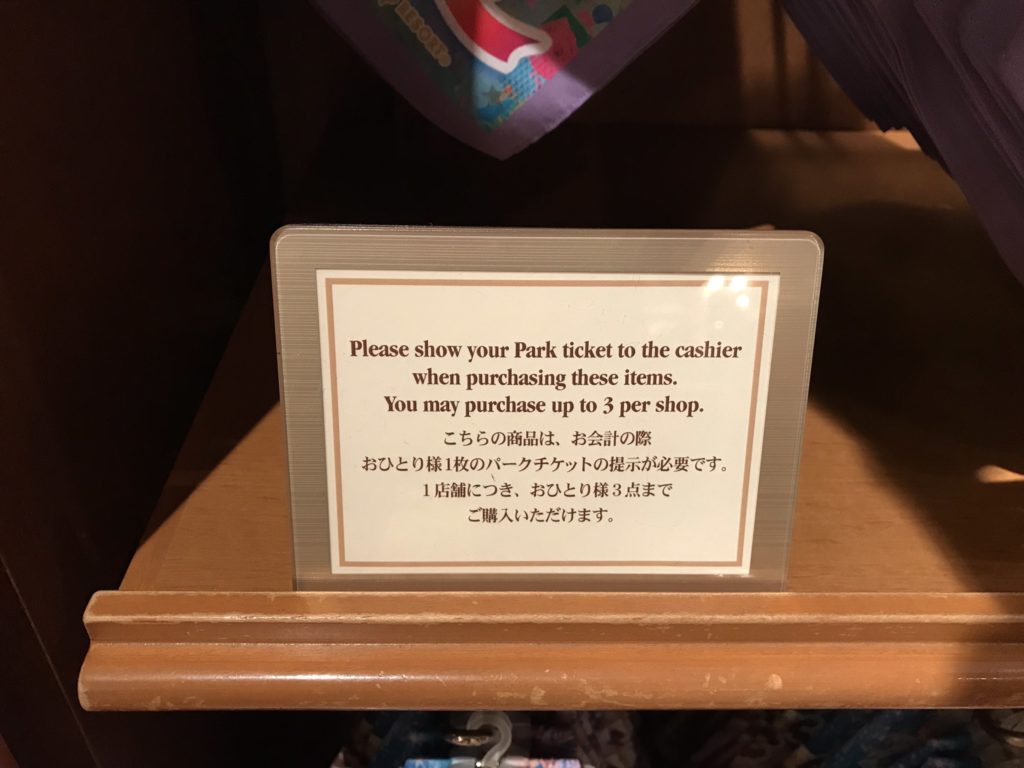 RESORT
Please show your Park ticket to the cashier
when purchasing these items.
You may purchase up to 3 per shop.
こちらの商品は、お会計の際
おひとり様1枚のパークチケットの提示が必要です。
1店舗につき、おひとり様3点まで
ご購入いただけます。